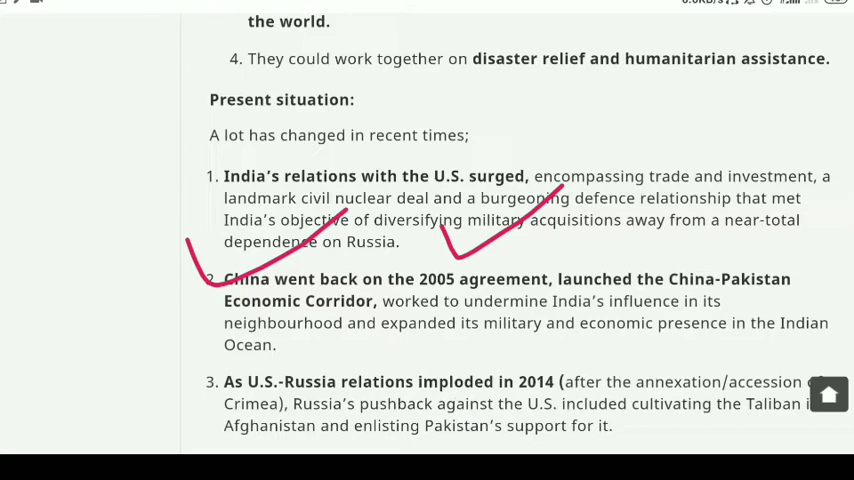 the world.
4. They could work together on disaster relief and humanitarian assistance.
Present situation:
A lot has changed in recent times;
1. India's relations with the U.S. surged, encompassing trade and investment, a
landmark civil nuclear deal and a burgeoning defence relationship that met
India's objective of diversifying military acquisitions away from a near-total
dependence on Russia.
2. China went back on the 2005 agreement, launched the China-Pakistan
Economic Corridor, worked to undermine India's influence in its
neighbourhood and expanded its military and economic presence in the Indian
Ocean.
3. As U.S.-Russia relations imploded in 2014 (after the annexation/accession of
Crimea), Russia's pushback against the U.S. included cultivating the Taliban
Afghanistan and enlisting Pakistan's support for it.